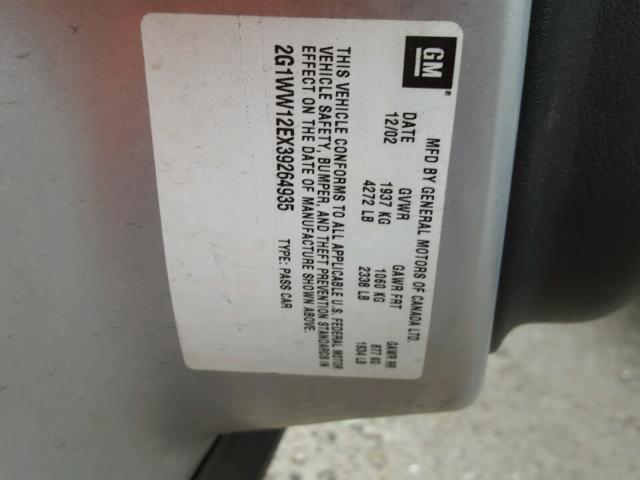 GM
MFD BY GENERAL MOTORS OF CANADA LTD.
DATE GVWR GAWR FRT GAWR RR
12/02 1937 KG 1060 KG 877 KG
4272 LB 2338 LB 1934 LB
THIS VEHICLE CONFORMS TO ALL APPLICABLE U.S. FEDERAL MOTOR
VEHICLE SAFETY, BUMPER, AND THEFT PREVENTION STANDARDS IN
EFFECT ON THE DATE OF MANUFACTURE SHOWN ABOVE.
2G1WW12EX39264935 TYPE: PASS CAR